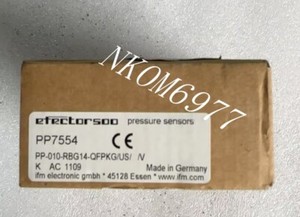 NKOM6977
efector500 pressure sensors
PP7554 CE
PP-010-RBG14-QFPKG/US/ /V
K AC 1109 Made in Germany
ifm electronic gmbh * 45128 Essen * www.ifm.com